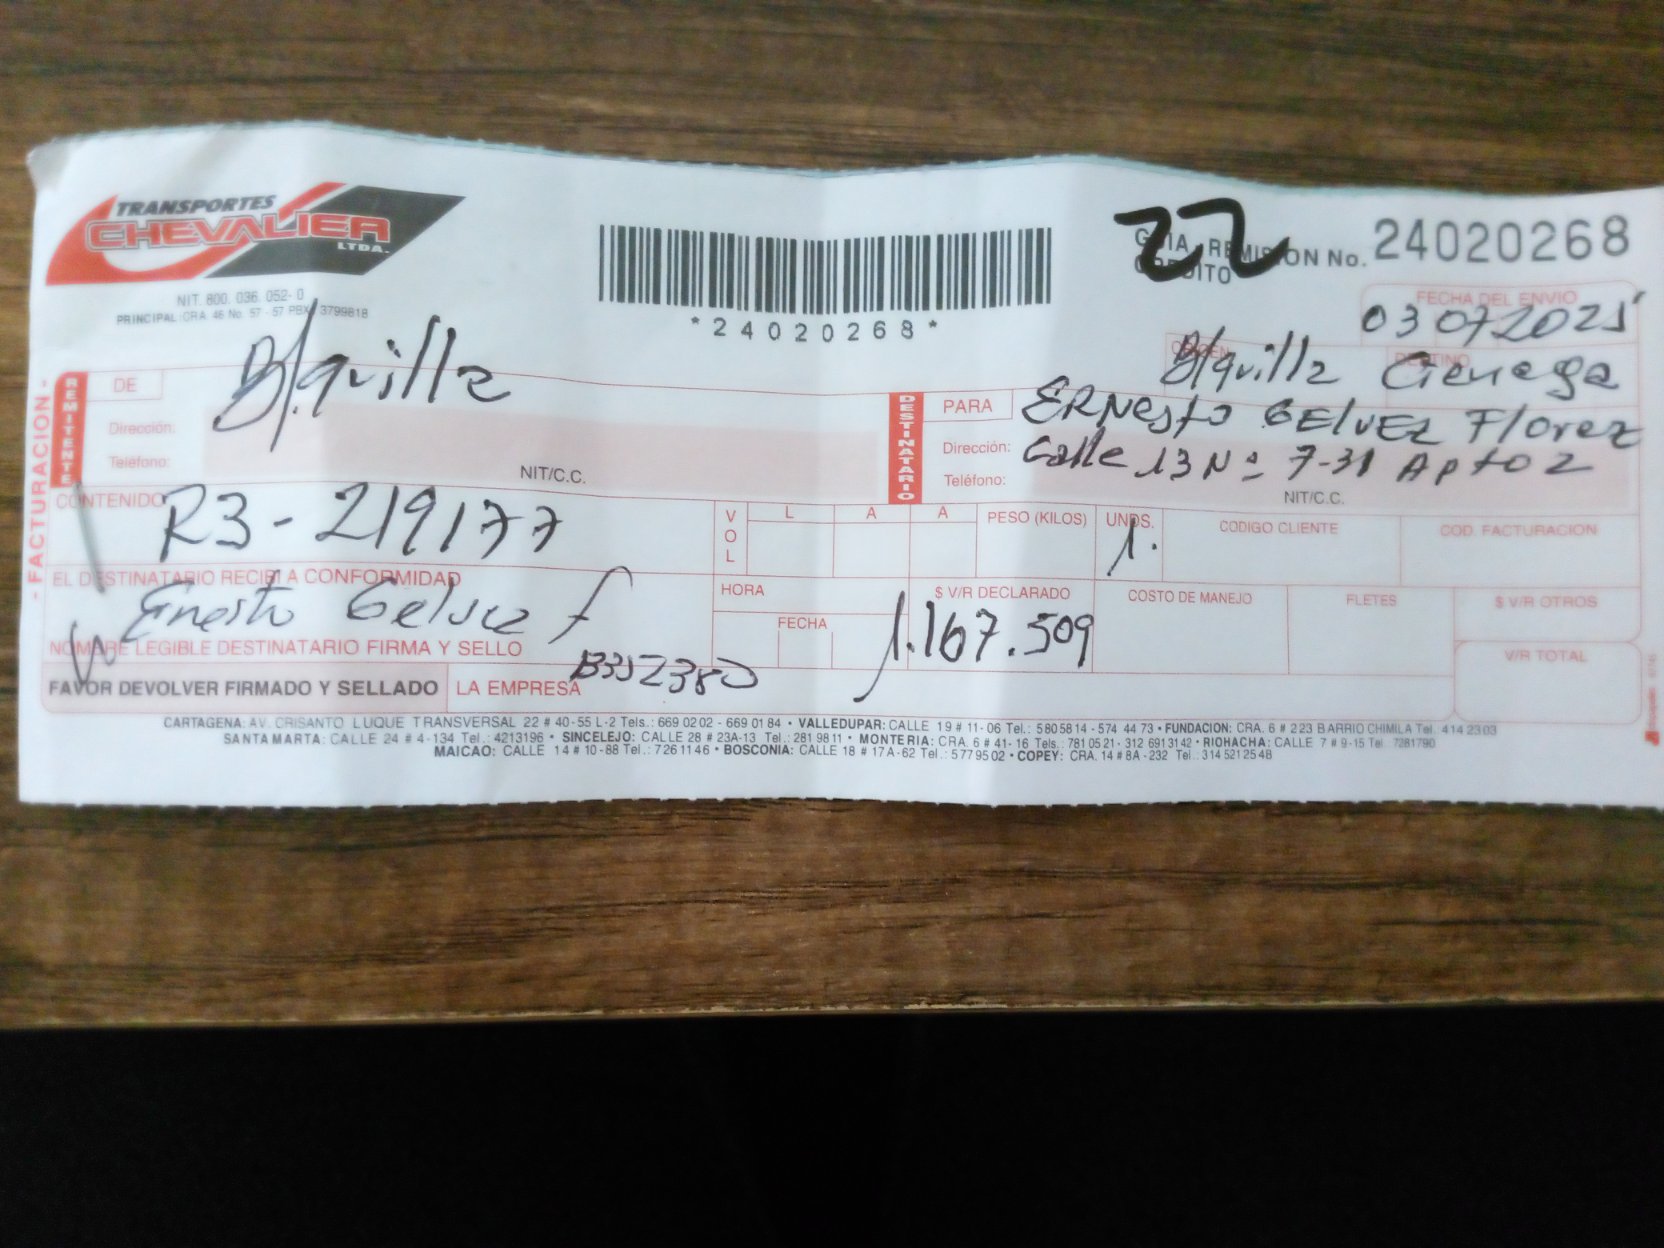 TRANSPORTES
CHEVALIER
LTDA.
NIT. 800. 036. 052- 0
PRINCIPAL: CRA. 46 No. 57 - 57 PBX. 3799818
*24020268*
22
GUIA - REMISION No. 24020268
CREDITO
FECHA DEL ENVIO
03 07 2021
ORIGEN DESTINO
B/quilla Cienega
- FACTURACION -
REMITENTE
DE
B/quilla
Dirección:
Teléfono:
NIT/C.C.
DESTINATARIO
PARA
ERNesto GElvEz Florez
Dirección:
Calle 13 Nº 7-31 Apto 2
Teléfono:
NIT/C.C.
CONTENIDO
R3-219177
VOL
L A A
PESO (KILOS)
UNDS.
1.
CODIGO CLIENTE
COD. FACTURACION
EL DESTINATARIO RECIBI A CONFORMIDAD
Ernesto Gelvez f
NOMBRE LEGIBLE DESTINATARIO FIRMA Y SELLO
HORA
FECHA
$ V/R DECLARADO
1.167.509
COSTO DE MANEJO
FLETES
$ V/R OTROS
V/R TOTAL
FAVOR DEVOLVER FIRMADO Y SELLADO LA EMPRESA
CARTAGENA: AV. CRISANTO LUQUE TRANSVERSAL 22 # 40-55 L-2 Tels.: 669 02 02 - 669 01 84 • VALLEDUPAR: CALLE 19 # 11- 06 Tel.: 580 58 14 - 574 44 73 • FUNDACION: CRA. 6 # 2 23 BARRIO CHIMILA Tel. 414 23 03
SANTA MARTA: CALLE 24 # 4-134 Tel.: 4213196 • SINCELEJO: CALLE 28 # 23A-13 Tel.: 281 98 11 • MONTERIA: CRA. 6 # 41- 16 Tels. 781 05 21- 312 691 3142 • RIOHACHA: CALLE 7 # 9-15 Tel. 7281790
MAICAO: CALLE 14 # 10-88 Tel.: 726 11 46 • BOSCONIA: CALLE 18 # 17A-62 Tel.: 577 95 02 • COPEY: CRA. 14 # 8A - 232 Tel.: 314 521 25 48